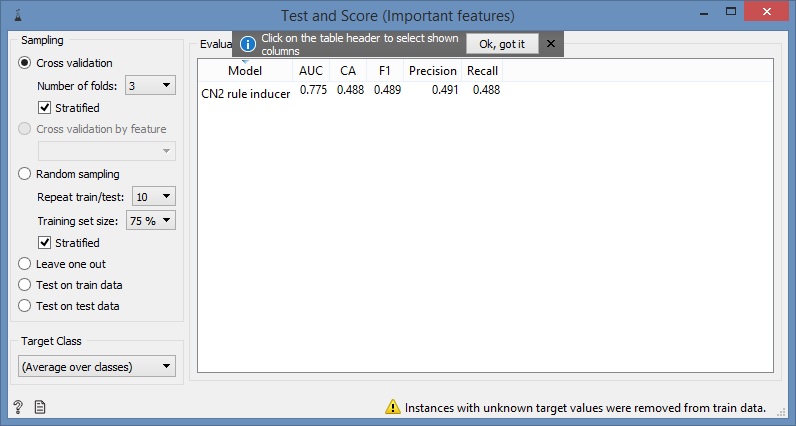 Test and Score (Important features)
Sampling
Cross validation
Number of folds: 3
Stratified
Cross validation by feature
Random sampling
Repeat train/test: 10
Training set size: 75 %
Stratified
Leave one out
Test on train data
Test on test data
Target Class
(Average over classes)
Evalua
Click on the table header to select shown
columns
Ok, got it
Model AUC CA F1 Precision Recall
CN2 rule inducer 0.775 0.488 0.489 0.491 0.488
Instances with unknown target values were removed from train data.